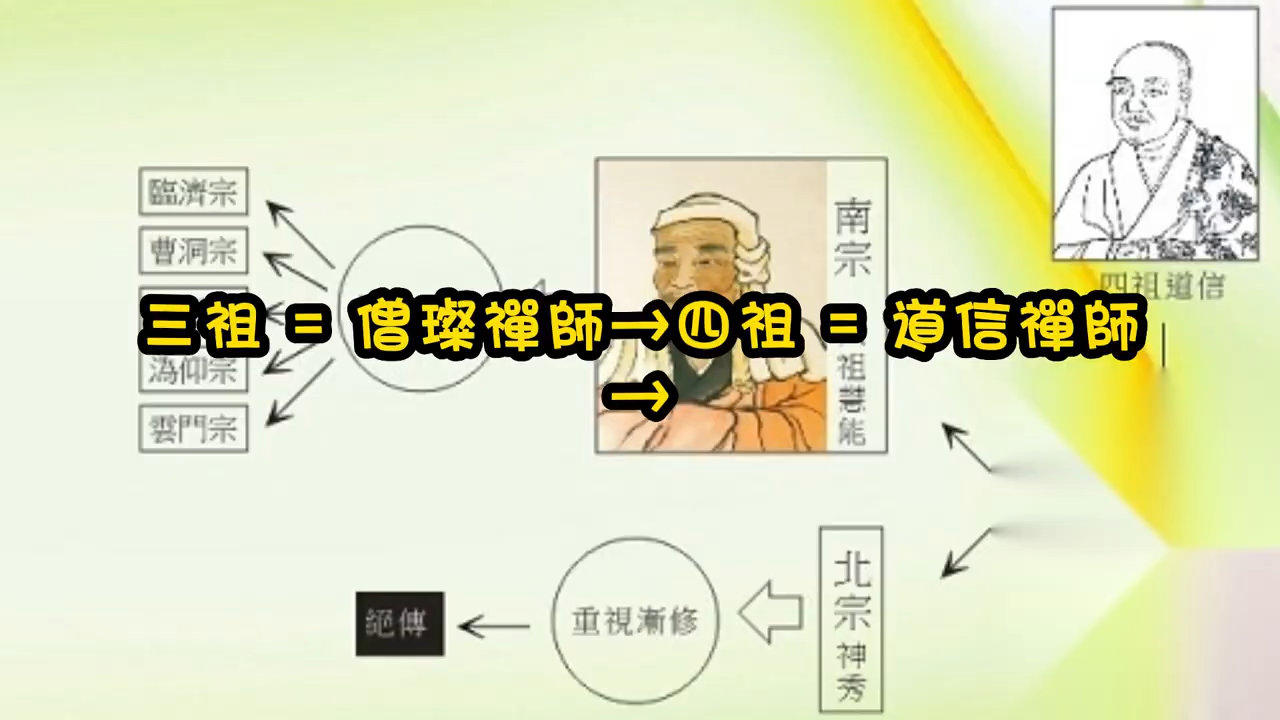 三祖 = 僧璨禪師→四祖 = 道信禪師
→
四祖道信
南宗
祖慧能
臨濟宗
曹洞宗
溈仰宗
雲門宗
北宗
神秀
重視漸修
絕傳